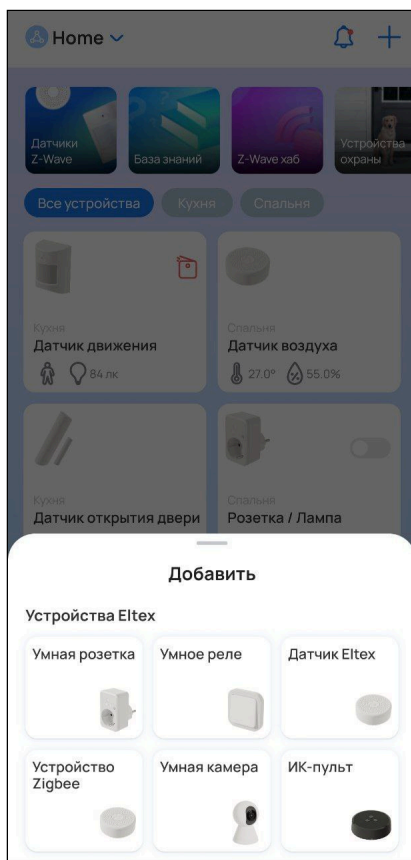 Home
Датчики
Z-Wave
База знаний
Z-Wave хаб
Устройства
охраны
Все устройства
Кухня
Спальня
Кухня
Датчик движения
84 лк
Спальня
Датчик воздуха
27.0°
55.0%
Кухня
Датчик открытия двери
Спальня
Розетка / Лампа
Добавить
Устройства Eltex
Умная розетка
Умное реле
Датчик Eltex
Устройство
Zigbee
Умная камера
ИК-пульт